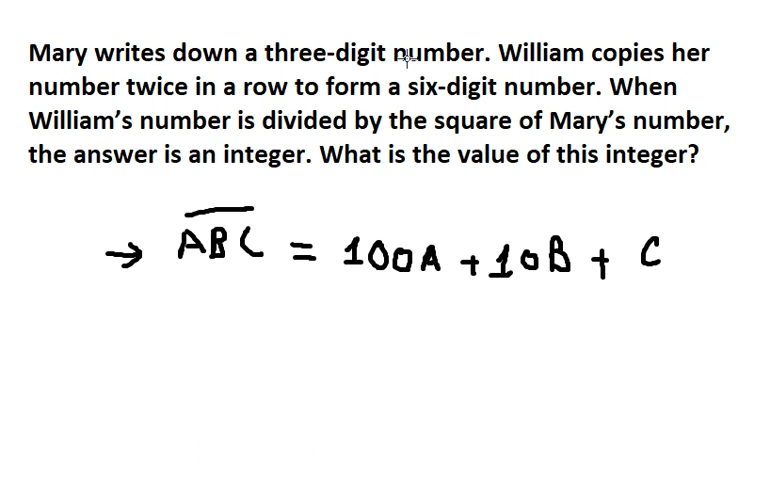 Mary writes down a three-digit number. William copies her
number twice in a row to form a six-digit number. When
William’s number is divided by the square of Mary’s number,
the answer is an integer. What is the value of this integer?
→ \overline{ABC} = 100A + 10B + C